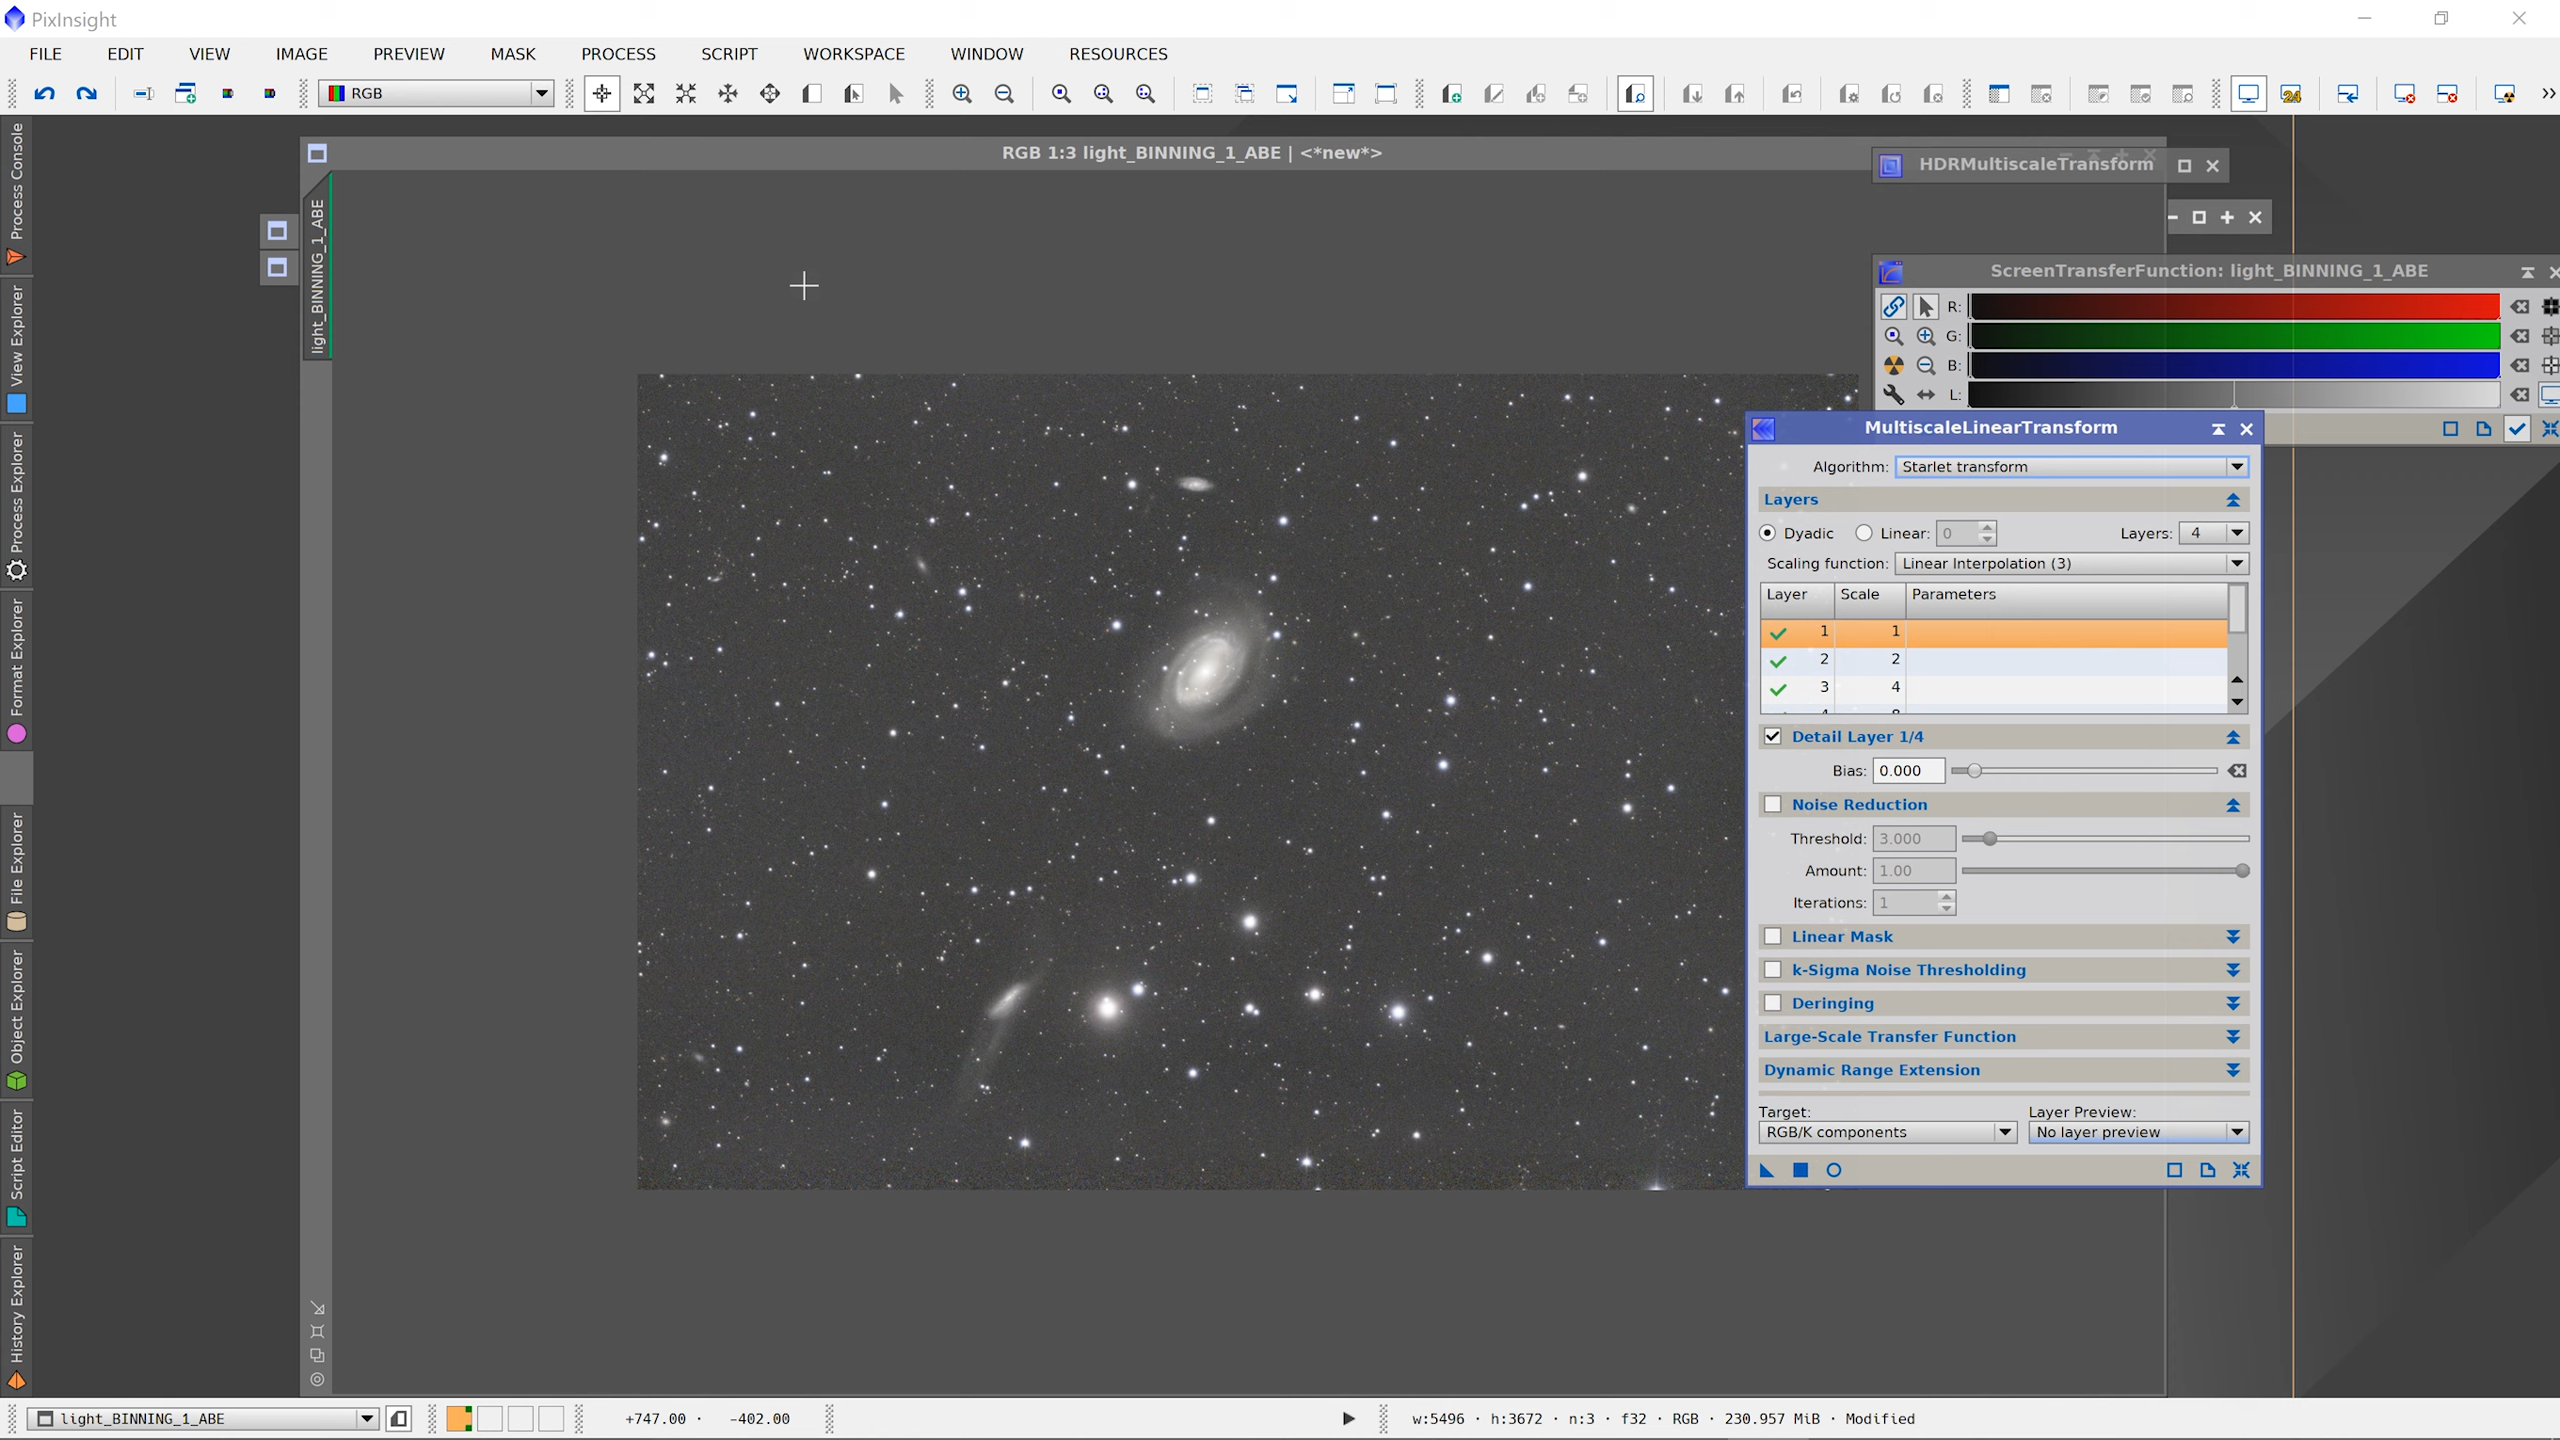 PixInsight
FILE EDIT VIEW IMAGE PREVIEW MASK PROCESS SCRIPT WORKSPACE WINDOW RESOURCES
RGB
24
RGB 1:3 light_BINNING_1_ABE | <*new*>
HDRMultiscaleTransform
light_BINNING_1_ABE
ScreenTransferFunction: light_BINNING_1_ABE
R:
G:
B:
L:
MultiscaleLinearTransform
Algorithm: Starlet transform
Layers
Dyadic Linear: 0 Layers: 4
Scaling function: Linear Interpolation (3)
Layer Scale Parameters
1 1
2 2
3 4
4 8
Detail Layer 1/4
Bias: 0.000
Noise Reduction
Threshold: 3.000
Amount: 1.00
Iterations: 1
Linear Mask
k-Sigma Noise Thresholding
Deringing
Large-Scale Transfer Function
Dynamic Range Extension
Target: Layer Preview:
RGB/K components No layer preview
Process Console
View Explorer
Process Explorer
Format Explorer
File Explorer
Object Explorer
Script Editor
History Explorer
light_BINNING_1_ABE +747.00 · -402.00 w:5496 · h:3672 · n:3 · f32 · RGB · 230.957 MiB · Modified